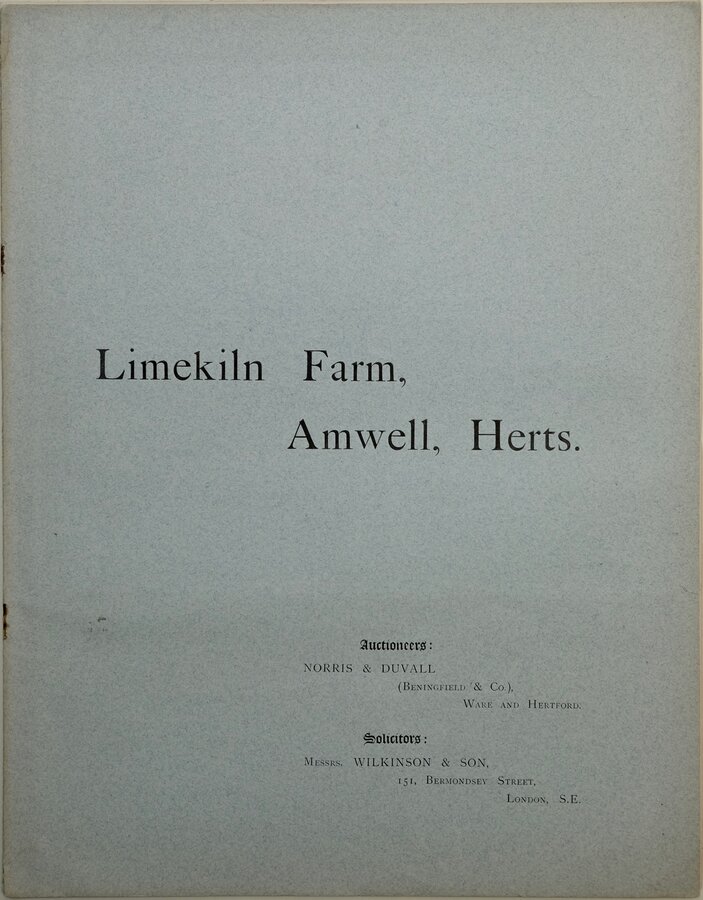 Limekiln Farm,
Amwell, Herts.
Auctioneers:
NORRIS & DUVALL
(Beningfield & Co.),
Ware and Hertford.
Solicitors:
Messrs. WILKINSON & SON,
151, Bermondsey Street,
London, S.E.